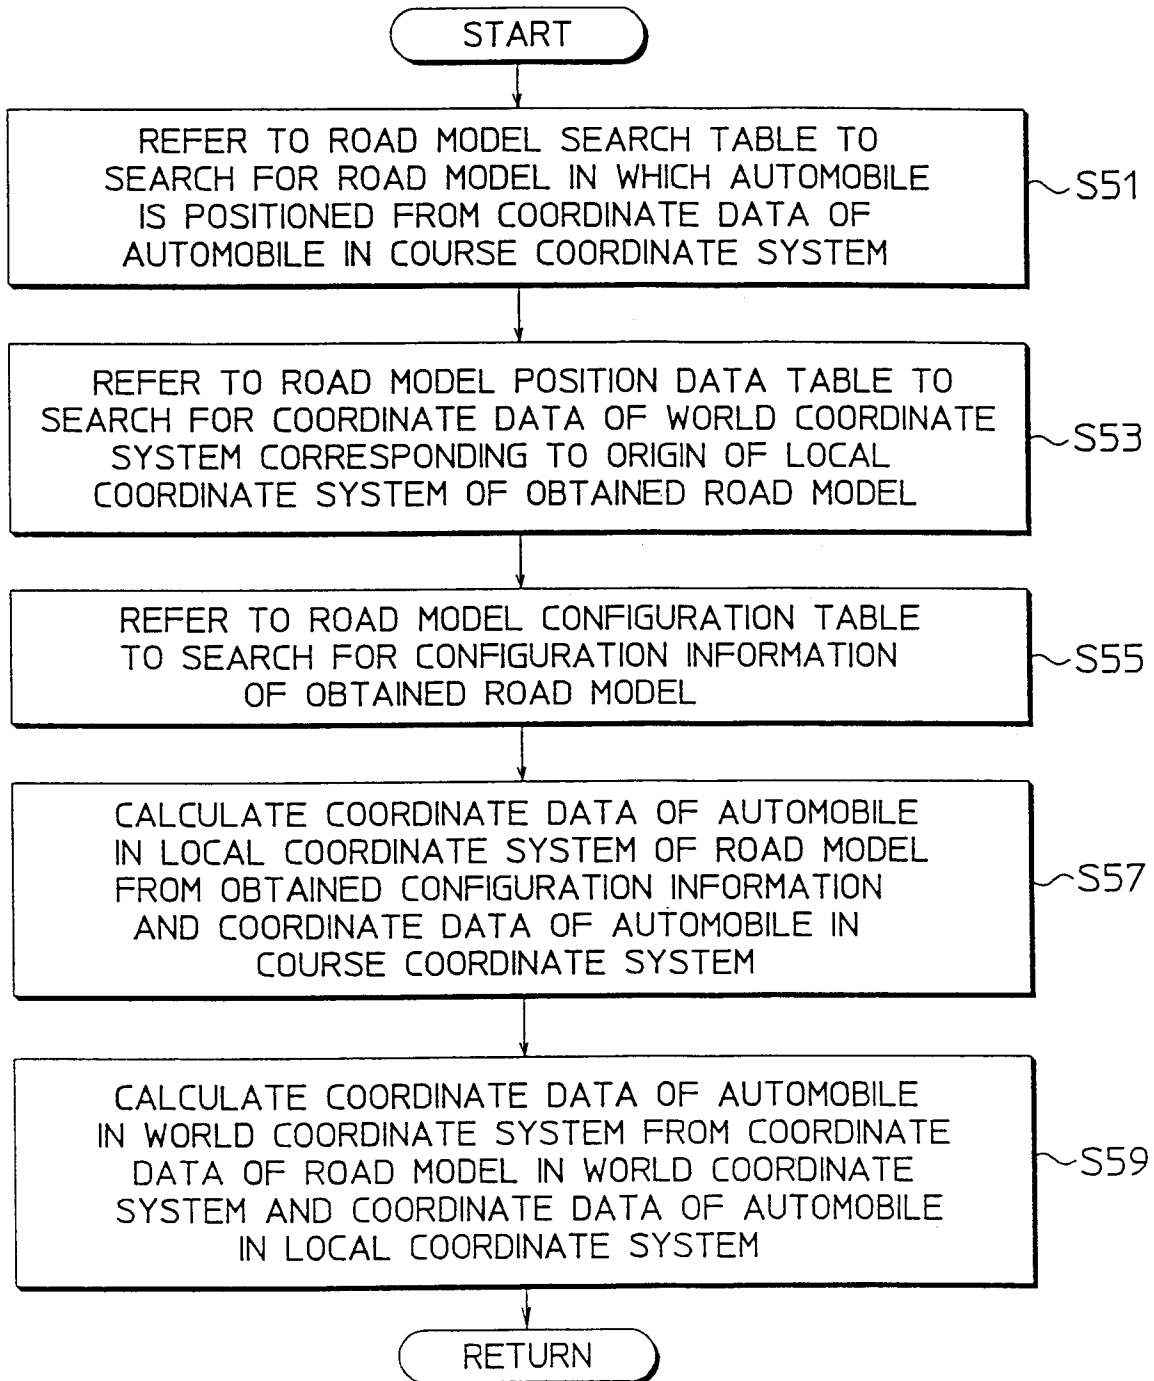 START
REFER TO ROAD MODEL SEARCH TABLE TO
SEARCH FOR ROAD MODEL IN WHICH AUTOMOBILE
IS POSITIONED FROM COORDINATE DATA OF
AUTOMOBILE IN COURSE COORDINATE SYSTEM
S51
REFER TO ROAD MODEL POSITION DATA TABLE TO
SEARCH FOR COORDINATE DATA OF WORLD COORDINATE
SYSTEM CORRESPONDING TO ORIGIN OF LOCAL
COORDINATE SYSTEM OF OBTAINED ROAD MODEL
S53
REFER TO ROAD MODEL CONFIGURATION TABLE
TO SEARCH FOR CONFIGURATION INFORMATION
OF OBTAINED ROAD MODEL
S55
CALCULATE COORDINATE DATA OF AUTOMOBILE
IN LOCAL COORDINATE SYSTEM OF ROAD MODEL
FROM OBTAINED CONFIGURATION INFORMATION
AND COORDINATE DATA OF AUTOMOBILE IN
COURSE COORDINATE SYSTEM
S57
CALCULATE COORDINATE DATA OF AUTOMOBILE
IN WORLD COORDINATE SYSTEM FROM COORDINATE
DATA OF ROAD MODEL IN WORLD COORDINATE
SYSTEM AND COORDINATE DATA OF AUTOMOBILE
IN LOCAL COORDINATE SYSTEM
S59
RETURN